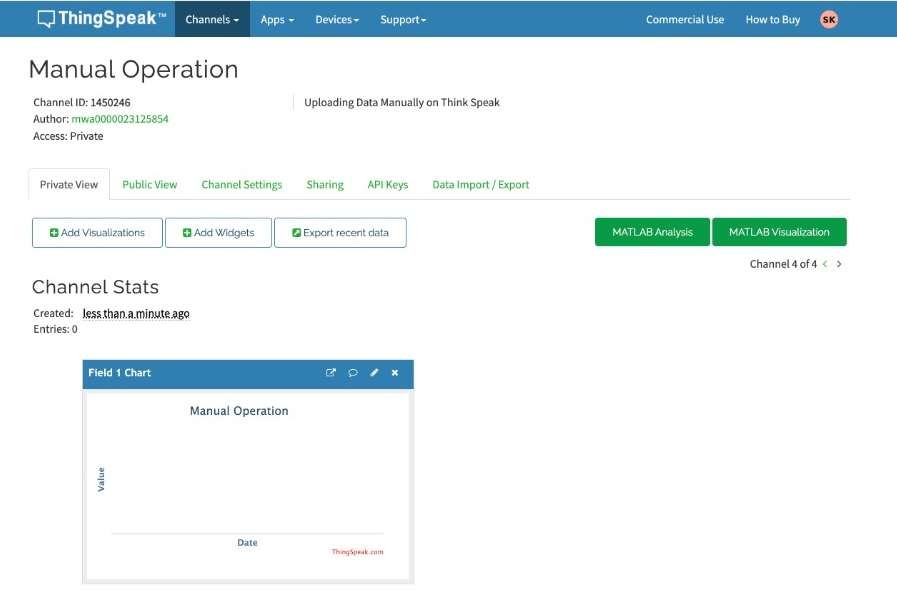 ThingSpeak™ Channels Apps Devices Support Commercial Use How to Buy SK
Manual Operation
Channel ID: 1450246
Author: mwa0000023125854
Access: Private
Uploading Data Manually on Think Speak
Private View Public View Channel Settings Sharing API Keys Data Import / Export
Add Visualizations Add Widgets Export recent data MATLAB Analysis MATLAB Visualization
Channel 4 of 4 < >
Channel Stats
Created: less than a minute ago
Entries: 0
Field 1 Chart
Manual Operation
Value
Date
ThingSpeak.com